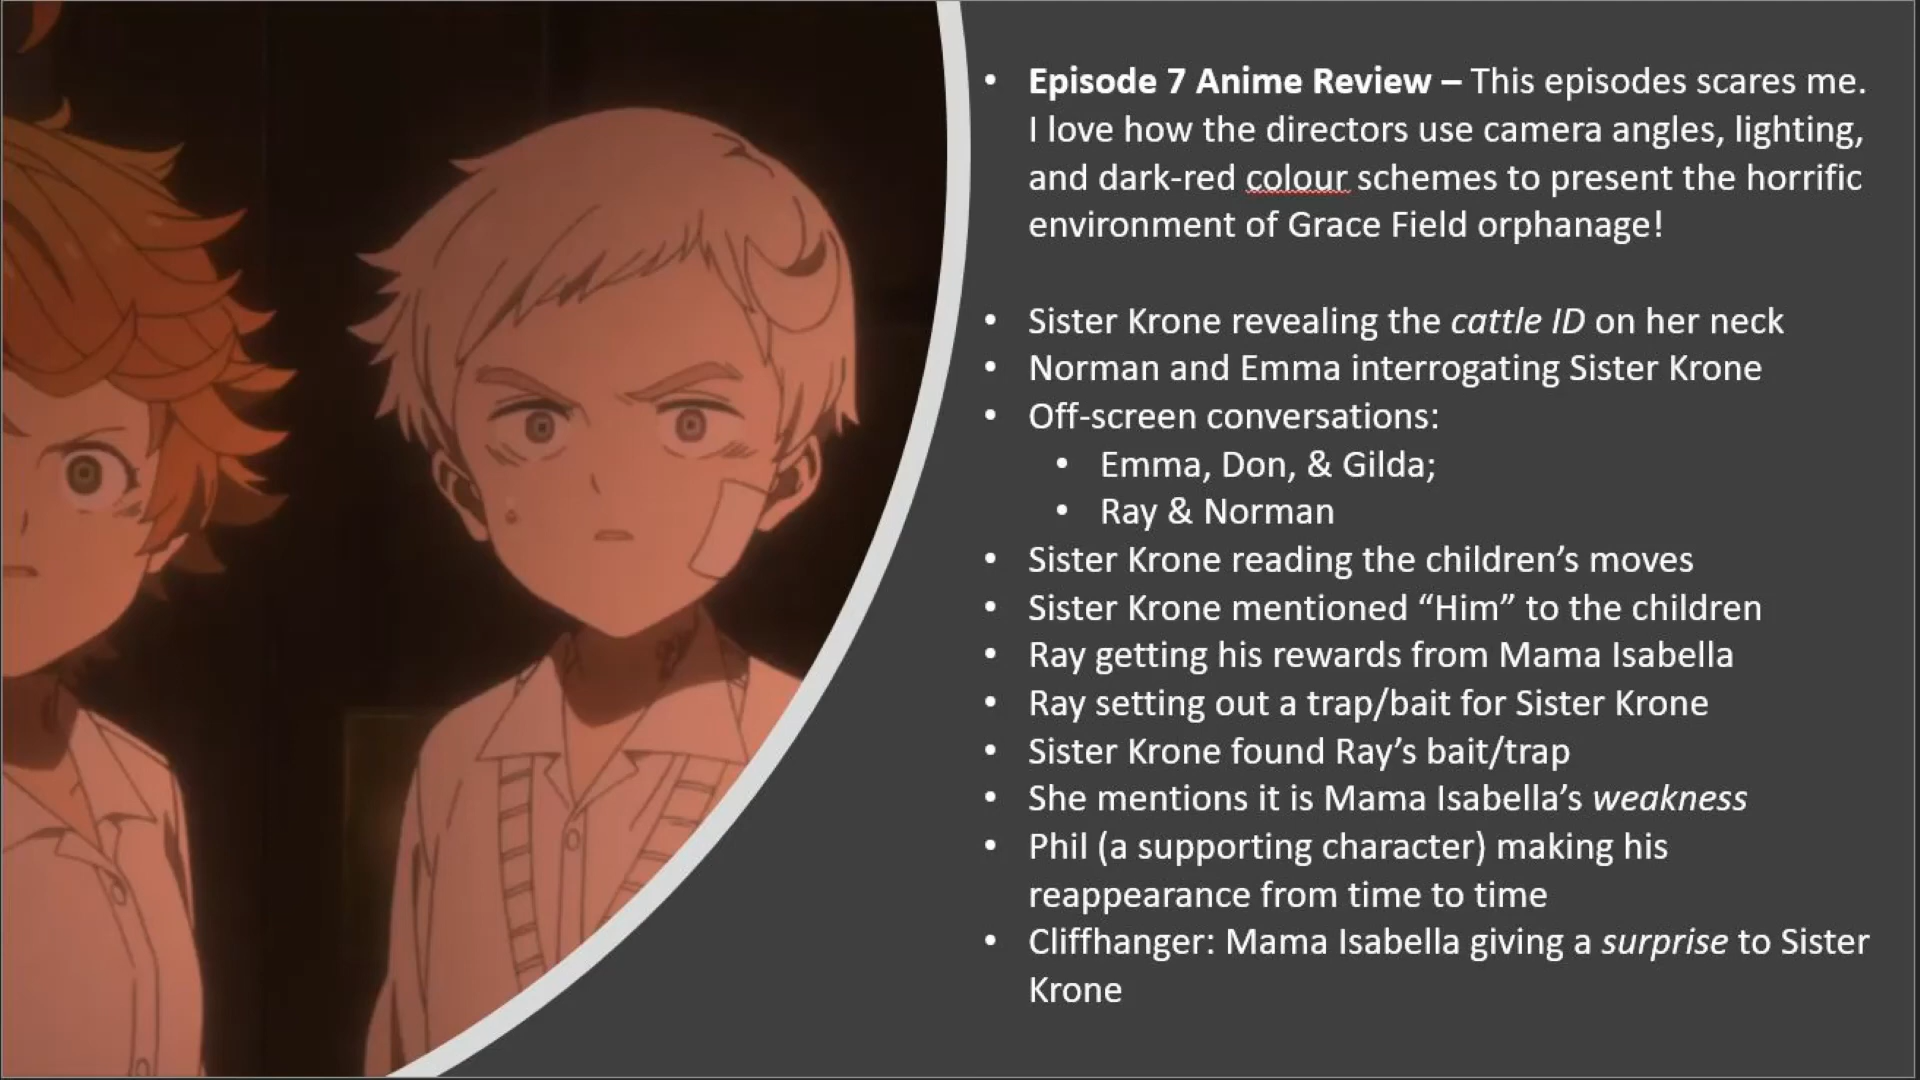 • Episode 7 Anime Review – This episodes scares me.
I love how the directors use camera angles, lighting,
and dark-red colour schemes to present the horrific
environment of Grace Field orphanage!
• Sister Krone revealing the cattle ID on her neck
• Norman and Emma interrogating Sister Krone
• Off-screen conversations:
• Emma, Don, & Gilda;
• Ray & Norman
• Sister Krone reading the children’s moves
• Sister Krone mentioned “Him” to the children
• Ray getting his rewards from Mama Isabella
• Ray setting out a trap/bait for Sister Krone
• Sister Krone found Ray’s bait/trap
• She mentions it is Mama Isabella’s weakness
• Phil (a supporting character) making his
reappearance from time to time
• Cliffhanger: Mama Isabella giving a surprise to Sister
Krone